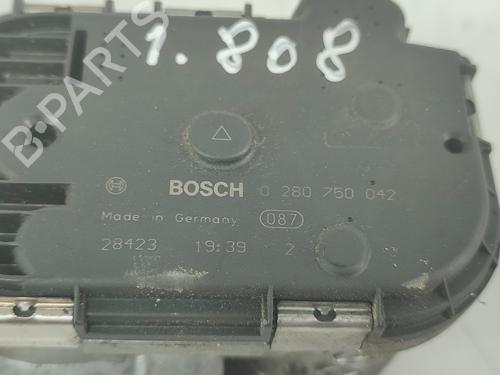 1.808
B-PARTS
BOSCH 0 280 750 042
Made in Germany 087
28423 19:39 2